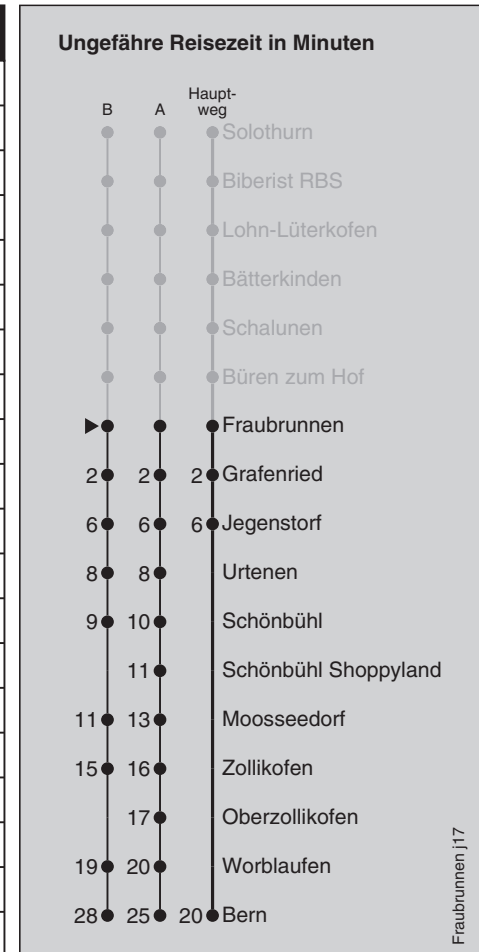 Ungefähre Reisezeit in Minuten
B A Haupt-
weg
Solothurn
Biberist RBS
Lohn-Lüterkofen
Bätterkinden
Schalunen
Büren zum Hof
Fraubrunnen
2 2 2 Grafenried
6 6 6 Jegenstorf
8 8 Urtenen
9 10 Schönbühl
11 Schönbühl Shoppyland
11 13 Moosseedorf
15 16 Zollikofen
17 Oberzollikofen
19 20 Worblaufen
28 25 20 Bern
Fraubrunnen j17